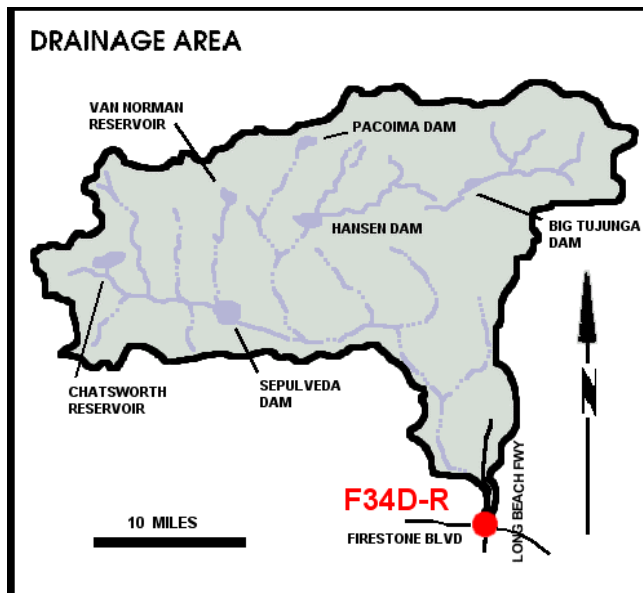 DRAINAGE AREA
VAN NORMAN
RESERVOIR
PACOIMA DAM
HANSEN DAM
BIG TUJUNGA
DAM
CHATSWORTH
RESERVOIR
SEPULVEDA
DAM
N
F34D-R
LONG BEACH FWY
10 MILES
FIRESTONE BLVD